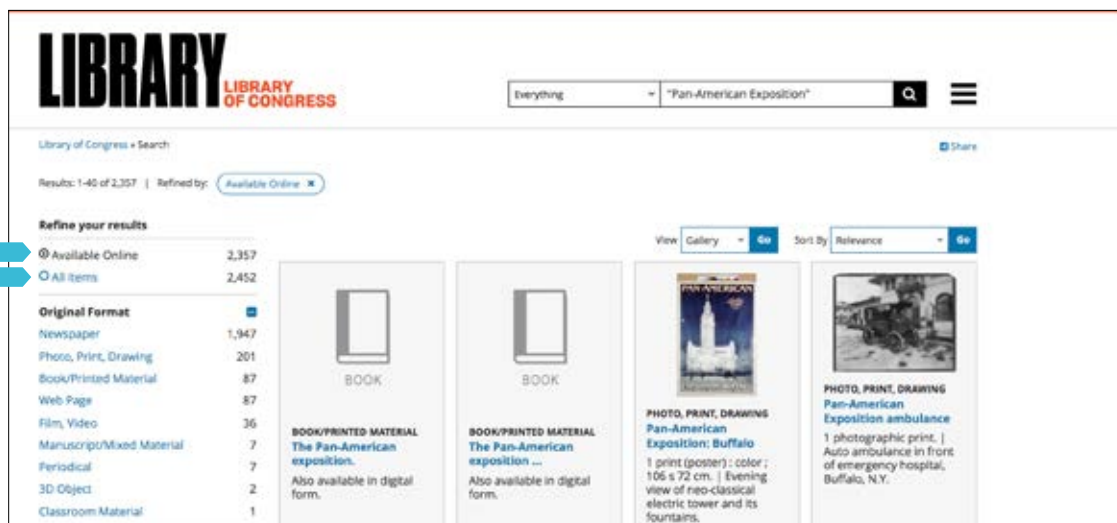 LIBRARY
LIBRARY
OF CONGRESS
Everything
"Pan-American Exposition"
Library of Congress » Search
Share
Results: 1-40 of 2,357 | Refined by: Available Online ×
Refine your results
Available Online 2,357
All Items 2,452
Original Format
Newspaper 1,947
Photo, Print, Drawing 201
Book/Printed Material 87
Web Page 87
Film, Video 36
Manuscript/Mixed Material 7
Periodical 7
3D Object 2
Classroom Material 1
View Gallery Go Sort By Relevance Go
BOOK
BOOK/PRINTED MATERIAL
The Pan-American
exposition.
Also available in digital
form.
BOOK
BOOK/PRINTED MATERIAL
The Pan-American
exposition ...
Also available in digital
form.
PAN-AMERICAN
PHOTO, PRINT, DRAWING
Pan-American
Exposition: Buffalo
1 print (poster) : color ;
106 s 72 cm. | Evening
view of neo-classical
electric tower and its
fountains.
PHOTO, PRINT, DRAWING
Pan-American
Exposition ambulance
1 photographic print. |
Auto ambulance in front
of emergency hospital,
Buffalo, N.Y.